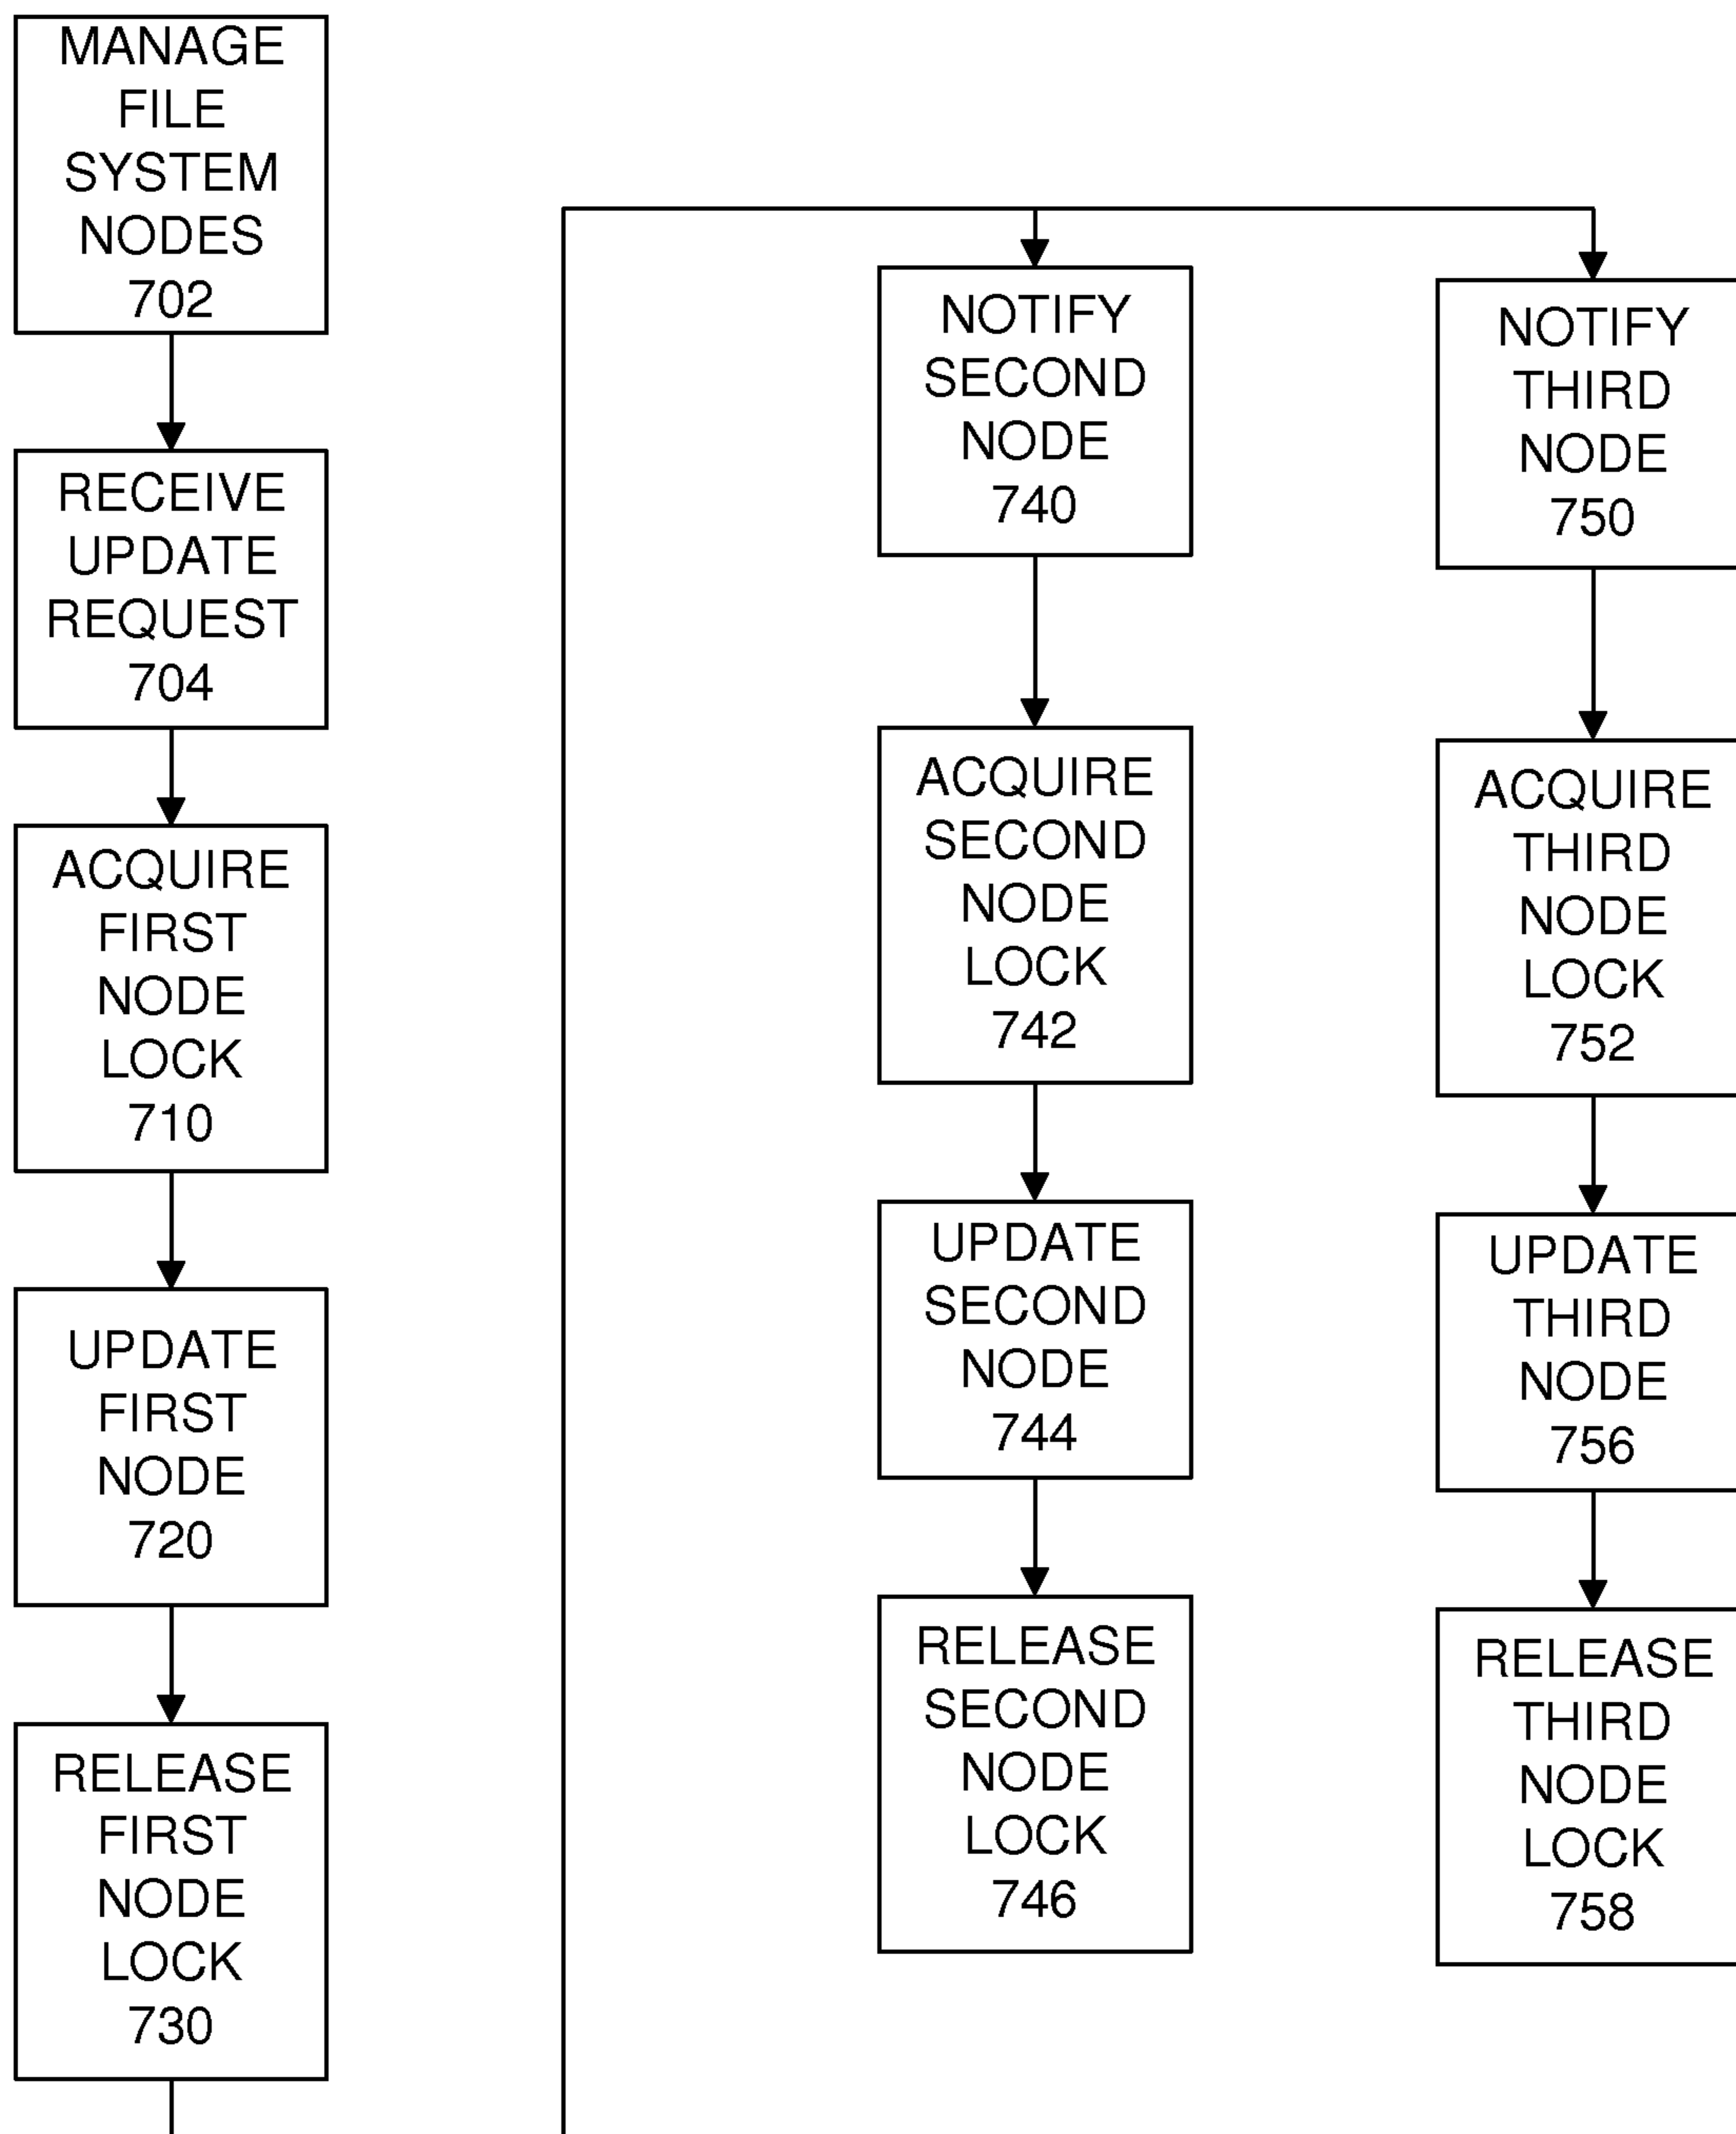 MANAGE
FILE
SYSTEM
NODES
702
RECEIVE
UPDATE
REQUEST
704
ACQUIRE
FIRST
NODE
LOCK
710
UPDATE
FIRST
NODE
720
RELEASE
FIRST
NODE
LOCK
730
NOTIFY
SECOND
NODE
740
ACQUIRE
SECOND
NODE
LOCK
742
UPDATE
SECOND
NODE
744
RELEASE
SECOND
NODE
LOCK
746
NOTIFY
THIRD
NODE
750
ACQUIRE
THIRD
NODE
LOCK
752
UPDATE
THIRD
NODE
756
RELEASE
THIRD
NODE
LOCK
758